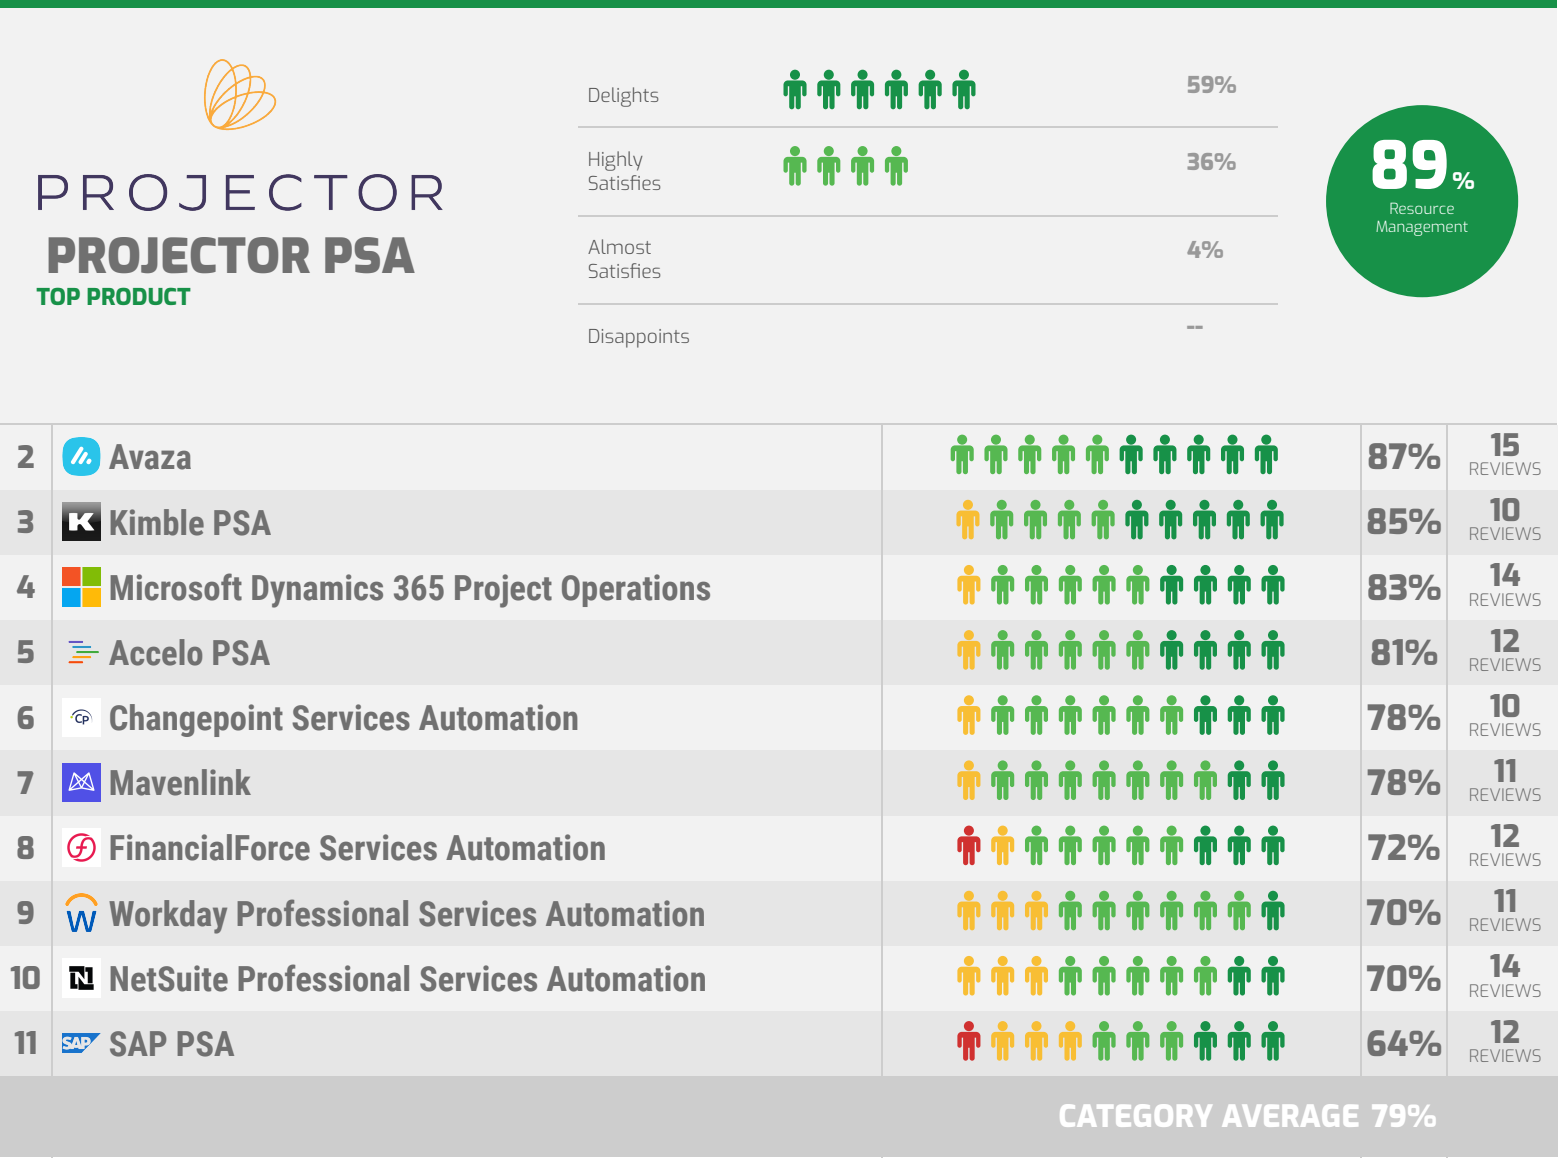 PROJECTOR
PROJECTOR PSA
TOP PRODUCT
Delights 59%
Highly
Satisfies 36%
Almost
Satisfies 4%
Disappoints --
89%
Resource
Management
2 Avaza 87% 15 REVIEWS
3 K Kimble PSA 85% 10 REVIEWS
4 Microsoft Dynamics 365 Project Operations 83% 14 REVIEWS
5 Accelo PSA 81% 12 REVIEWS
6 CP Changepoint Services Automation 78% 10 REVIEWS
7 Mavenlink 78% 11 REVIEWS
8 f FinancialForce Services Automation 72% 12 REVIEWS
9 W Workday Professional Services Automation 70% 11 REVIEWS
10 N NetSuite Professional Services Automation 70% 14 REVIEWS
11 SAP SAP PSA 64% 12 REVIEWS
CATEGORY AVERAGE 79%